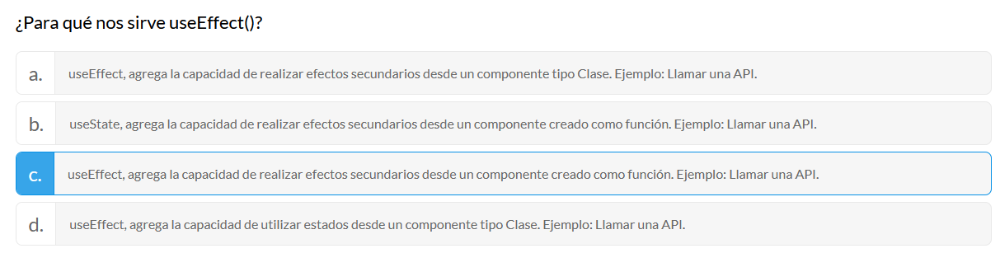 ¿Para qué nos sirve useEffect()?
a. useEffect, agrega la capacidad de realizar efectos secundarios desde un componente tipo Clase. Ejemplo: Llamar una API.
b. useState, agrega la capacidad de realizar efectos secundarios desde un componente creado como función. Ejemplo: Llamar una API.
c. useEffect, agrega la capacidad de realizar efectos secundarios desde un componente creado como función. Ejemplo: Llamar una API.
d. useEffect, agrega la capacidad de utilizar estados desde un componente tipo Clase. Ejemplo: Llamar una API.